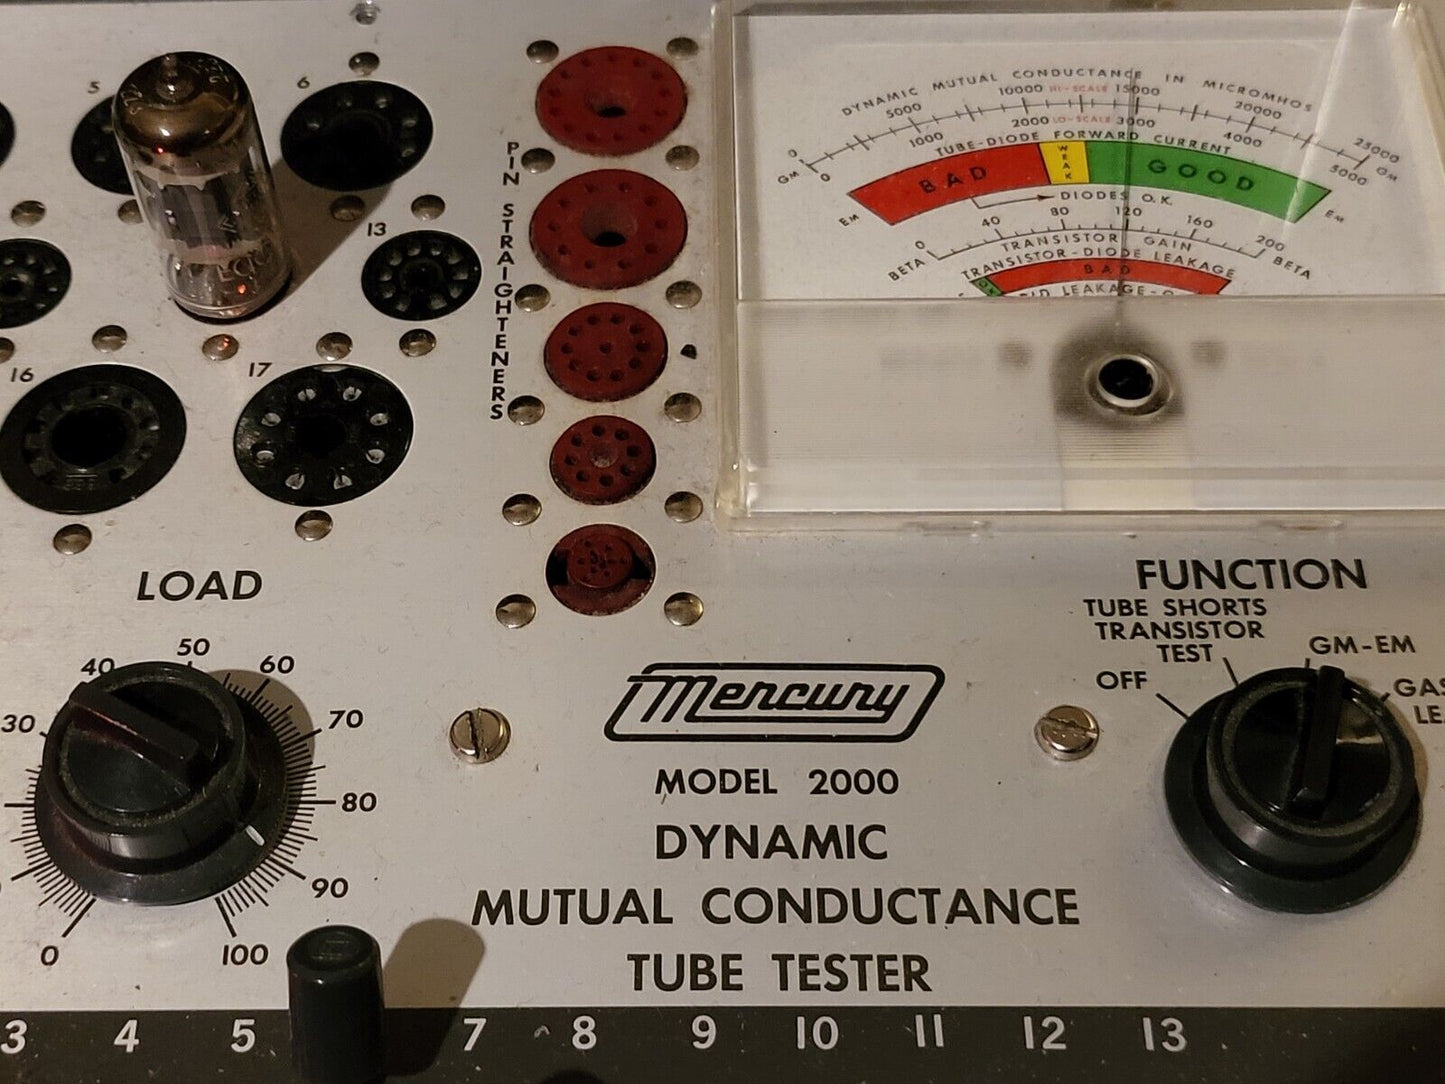 5
6
13
16
17
PIN STRAIGHTENERS
DYNAMIC MUTUAL CONDUCTANCE IN MICROMHOS
0 5000 10000 HI-SCALE 15000 20000 25000
GM GM
0 1000 2000 LO-SCALE 3000 4000 5000
TUBE-DIODE FORWARD CURRENT
EM BAD WEAK GOOD EM
DIODES O.K.
0 40 80 120 160 200
BETA TRANSISTOR GAIN BETA
TRANSISTOR-DIODE LEAKAGE
BAD
LEAKAGE
LOAD
0 30 40 50 60 70 80 90 100
FUNCTION
TUBE SHORTS
TRANSISTOR
TEST
OFF
GM-EM
GAS
LE
Mercury
MODEL 2000
DYNAMIC
MUTUAL CONDUCTANCE
TUBE TESTER
3 4 5 7 8 9 10 11 12 13